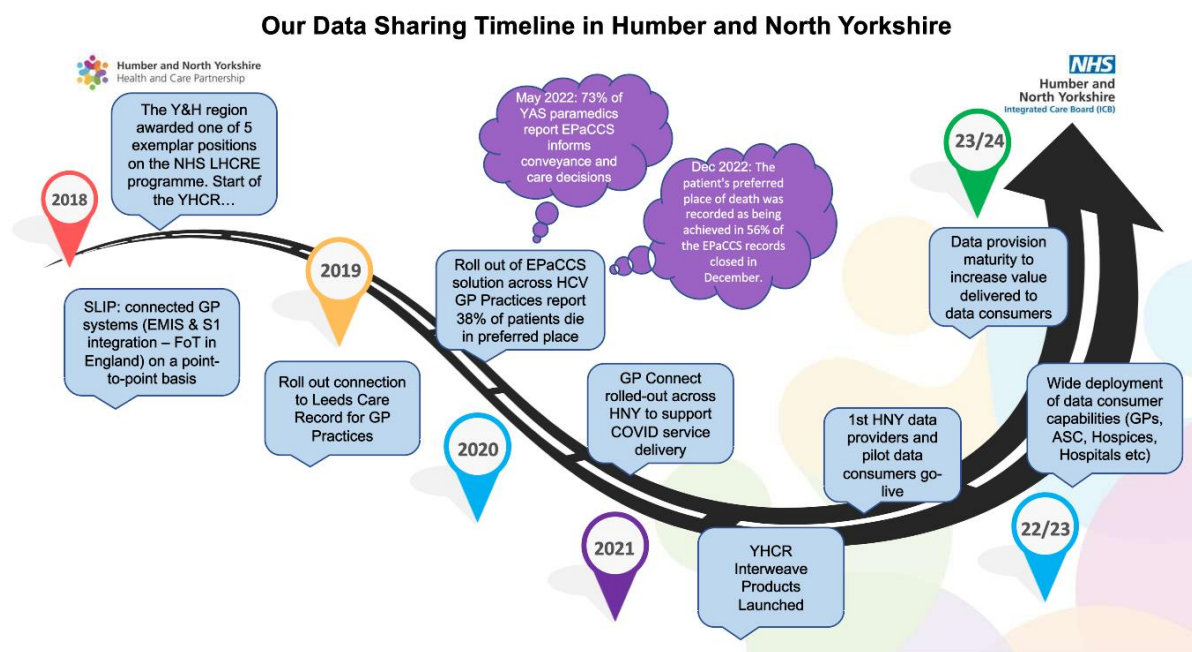 Our Data Sharing Timeline in Humber and North Yorkshire
Humber and North Yorkshire
Health and Care Partnership
NHS
Humber and
North Yorkshire
Integrated Care Board (ICB)
2018
The Y&H region
awarded one of 5
exemplar positions
on the NHS LHCRE
programme. Start of
the YHCR…
SLIP: connected GP
systems (EMIS & S1
integration – FoT in
England) on a point-
to-point basis
2019
Roll out connection
to Leeds Care
Record for GP
Practices
May 2022: 73% of
YAS paramedics
report EPaCCS
informs
conveyance and
care decisions
Dec 2022: The
patient's preferred
place of death was
recorded as being
achieved in 56% of
the EPaCCS records
closed in
December.
Roll out of EPaCCS
solution across HCV
GP Practices report
38% of patients die
in preferred place
2020
GP Connect
rolled-out across
HNY to support
COVID service
delivery
2021
YHCR
Interweave
Products
Launched
1st HNY data
providers and
pilot data
consumers go-
live
22/23
Wide deployment
of data consumer
capabilities (GPs,
ASC, Hospices,
Hospitals etc)
23/24
Data provision
maturity to
increase value
delivered to
data consumers